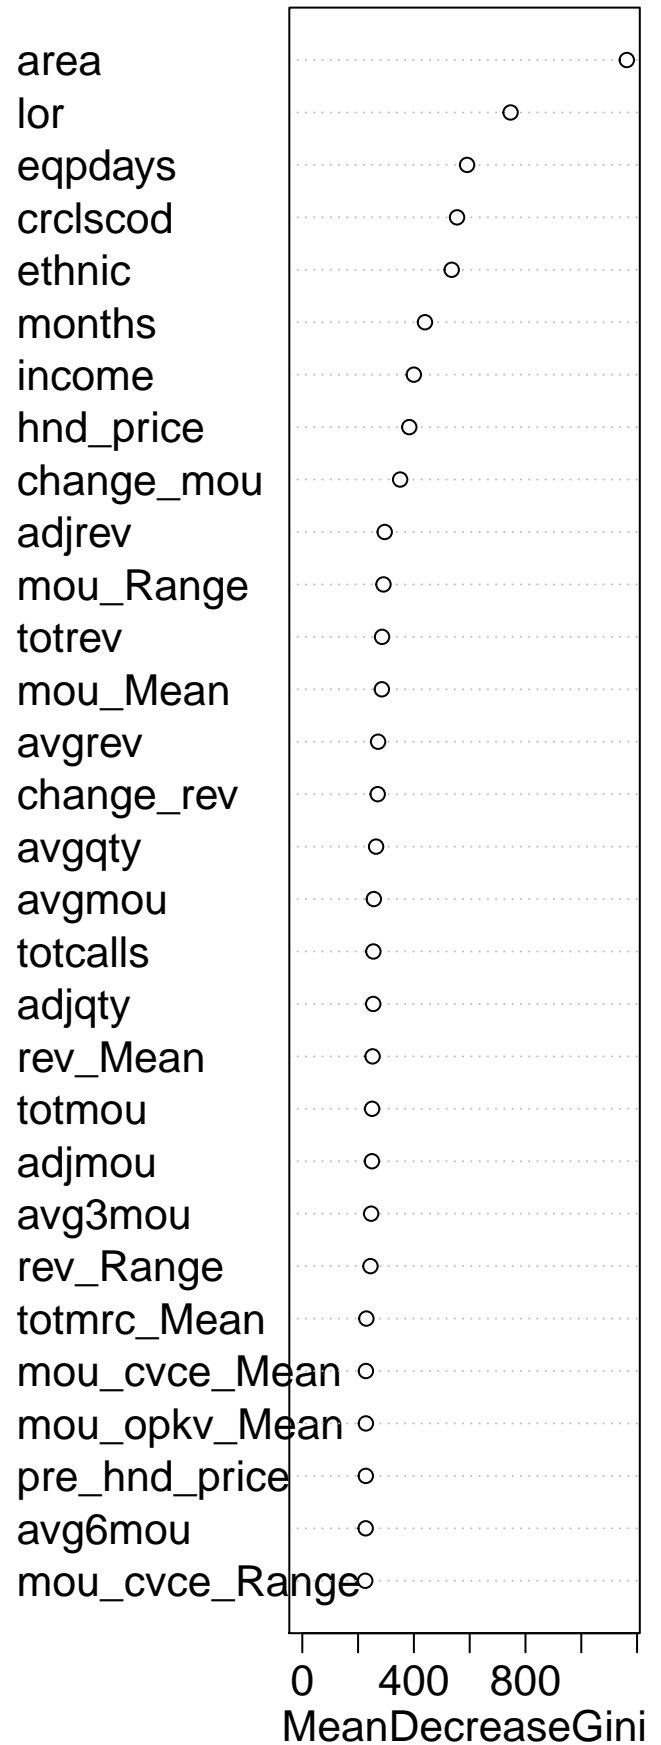 area
lor
eqpdays
crclscod
ethnic
months
income
hnd_price
change_mou
adjrev
mou_Range
totrev
mou_Mean
avgrev
change_rev
avgqty
avgmou
totcalls
adjqty
rev_Mean
totmou
adjmou
avg3mou
rev_Range
totmrc_Mean
mou_cvce_Mean
mou_opkv_Mean
pre_hnd_price
avg6mou
mou_cvce_Range
0 400 800
MeanDecreaseGini